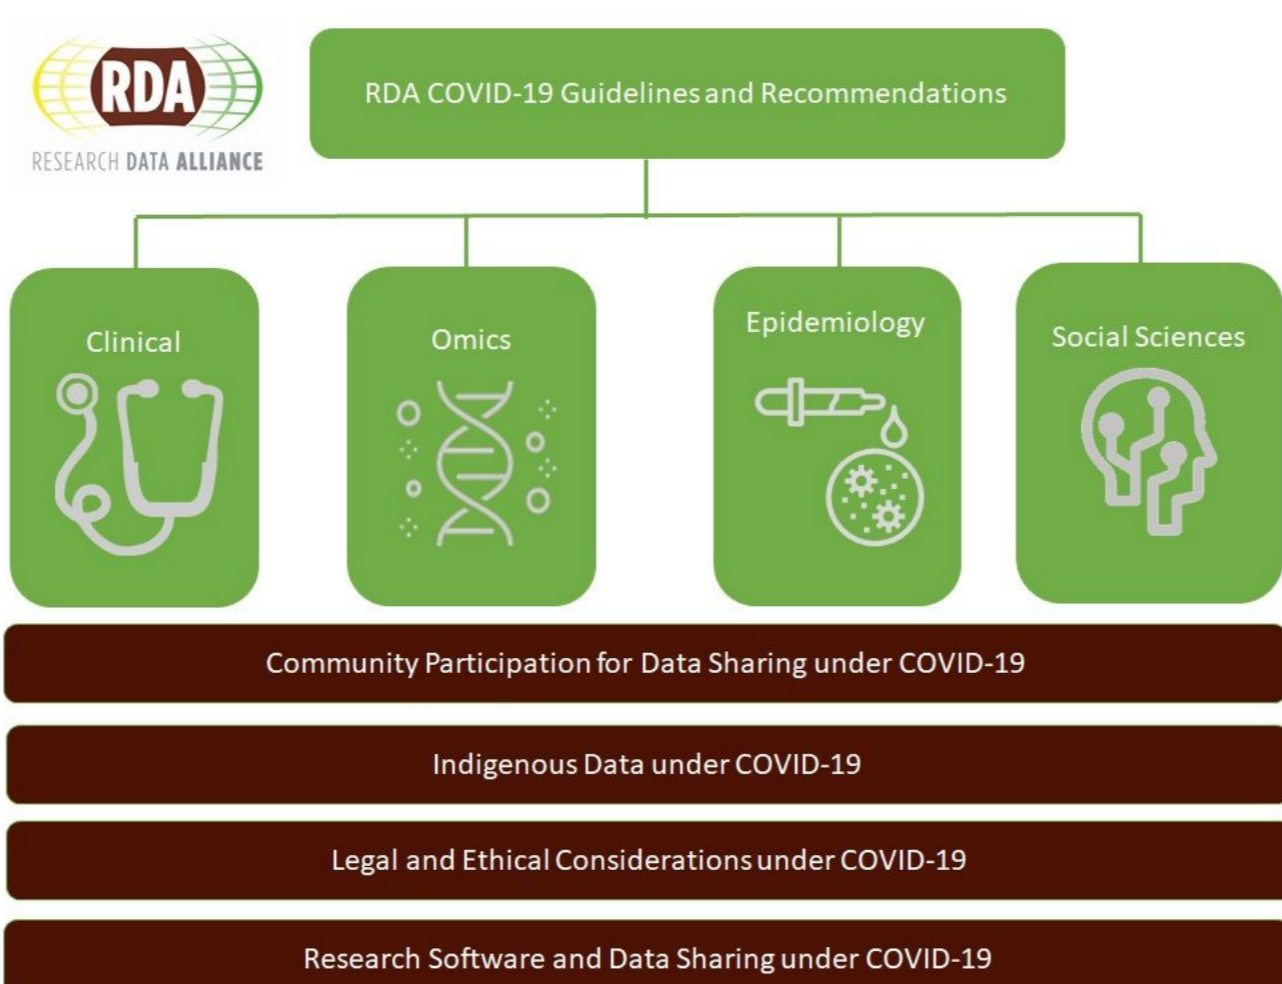 RDA
RESEARCH DATA ALLIANCE
RDA COVID-19 Guidelines and Recommendations
Clinical
Omics
Epidemiology
Social Sciences
Community Participation for Data Sharing under COVID-19
Indigenous Data under COVID-19
Legal and Ethical Considerations under COVID-19
Research Software and Data Sharing under COVID-19